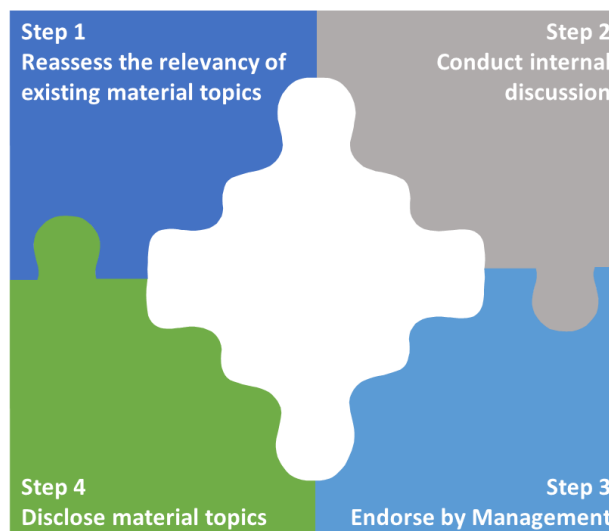 Step 1
Reassess the relevancy of
existing material topics
Step 2
Conduct internal
discussion
Step 3
Endorse by Management
Step 4
Disclose material topics